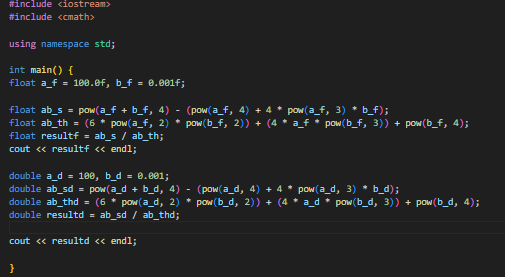 #include <iostream>
#include <cmath>
using namespace std;
int main() {
float a_f = 100.0f, b_f = 0.001f;
float ab_s = pow(a_f + b_f, 4) - (pow(a_f, 4) + 4 * pow(a_f, 3) * b_f);
float ab_th = (6 * pow(a_f, 2) * pow(b_f, 2)) + (4 * a_f * pow(b_f, 3)) + pow(b_f, 4);
float resultf = ab_s / ab_th;
cout << resultf << endl;
double a_d = 100, b_d = 0.001;
double ab_sd = pow(a_d + b_d, 4) - (pow(a_d, 4) + 4 * pow(a_d, 3) * b_d);
double ab_thd = (6 * pow(a_d, 2) * pow(b_d, 2)) + (4 * a_d * pow(b_d, 3)) + pow(b_d, 4);
double resultd = ab_sd / ab_thd;
cout << resultd << endl;
}